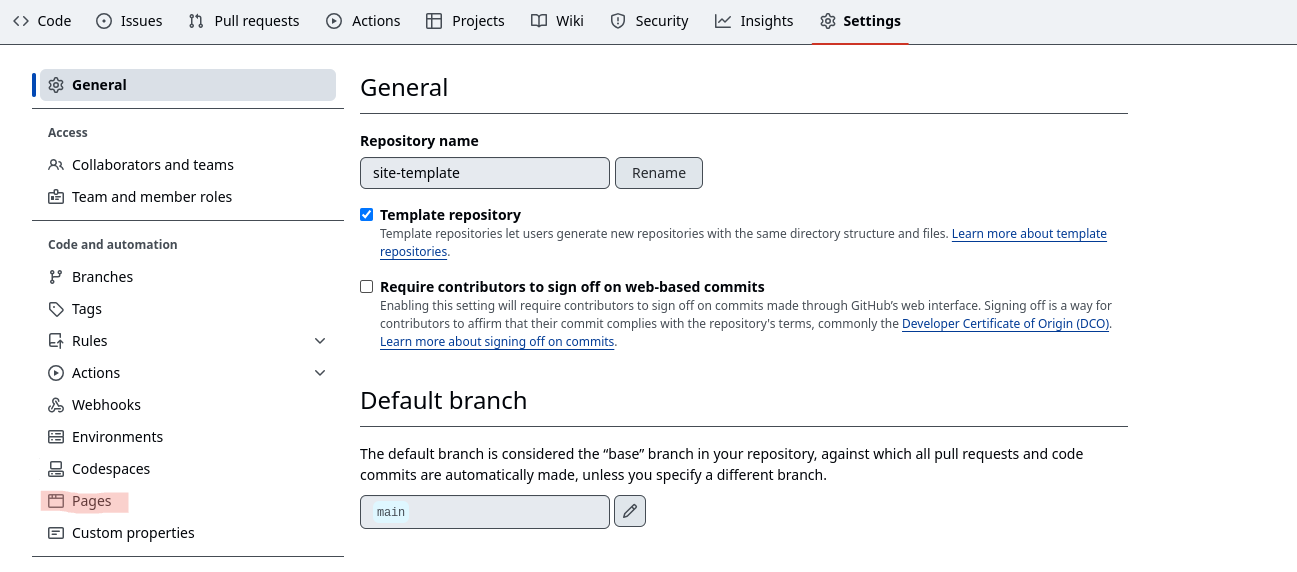 Code Issues Pull requests Actions Projects Wiki Security Insights Settings
General
Access
Collaborators and teams
Team and member roles
Code and automation
Branches
Tags
Rules
Actions
Webhooks
Environments
Codespaces
Pages
Custom properties
General
Repository name
site-template Rename
Template repository
Template repositories let users generate new repositories with the same directory structure and files. Learn more about template
repositories.
Require contributors to sign off on web-based commits
Enabling this setting will require contributors to sign off on commits made through GitHub’s web interface. Signing off is a way for
contributors to affirm that their commit complies with the repository's terms, commonly the Developer Certificate of Origin (DCO).
Learn more about signing off on commits.
Default branch
The default branch is considered the “base” branch in your repository, against which all pull requests and code
commits are automatically made, unless you specify a different branch.
main